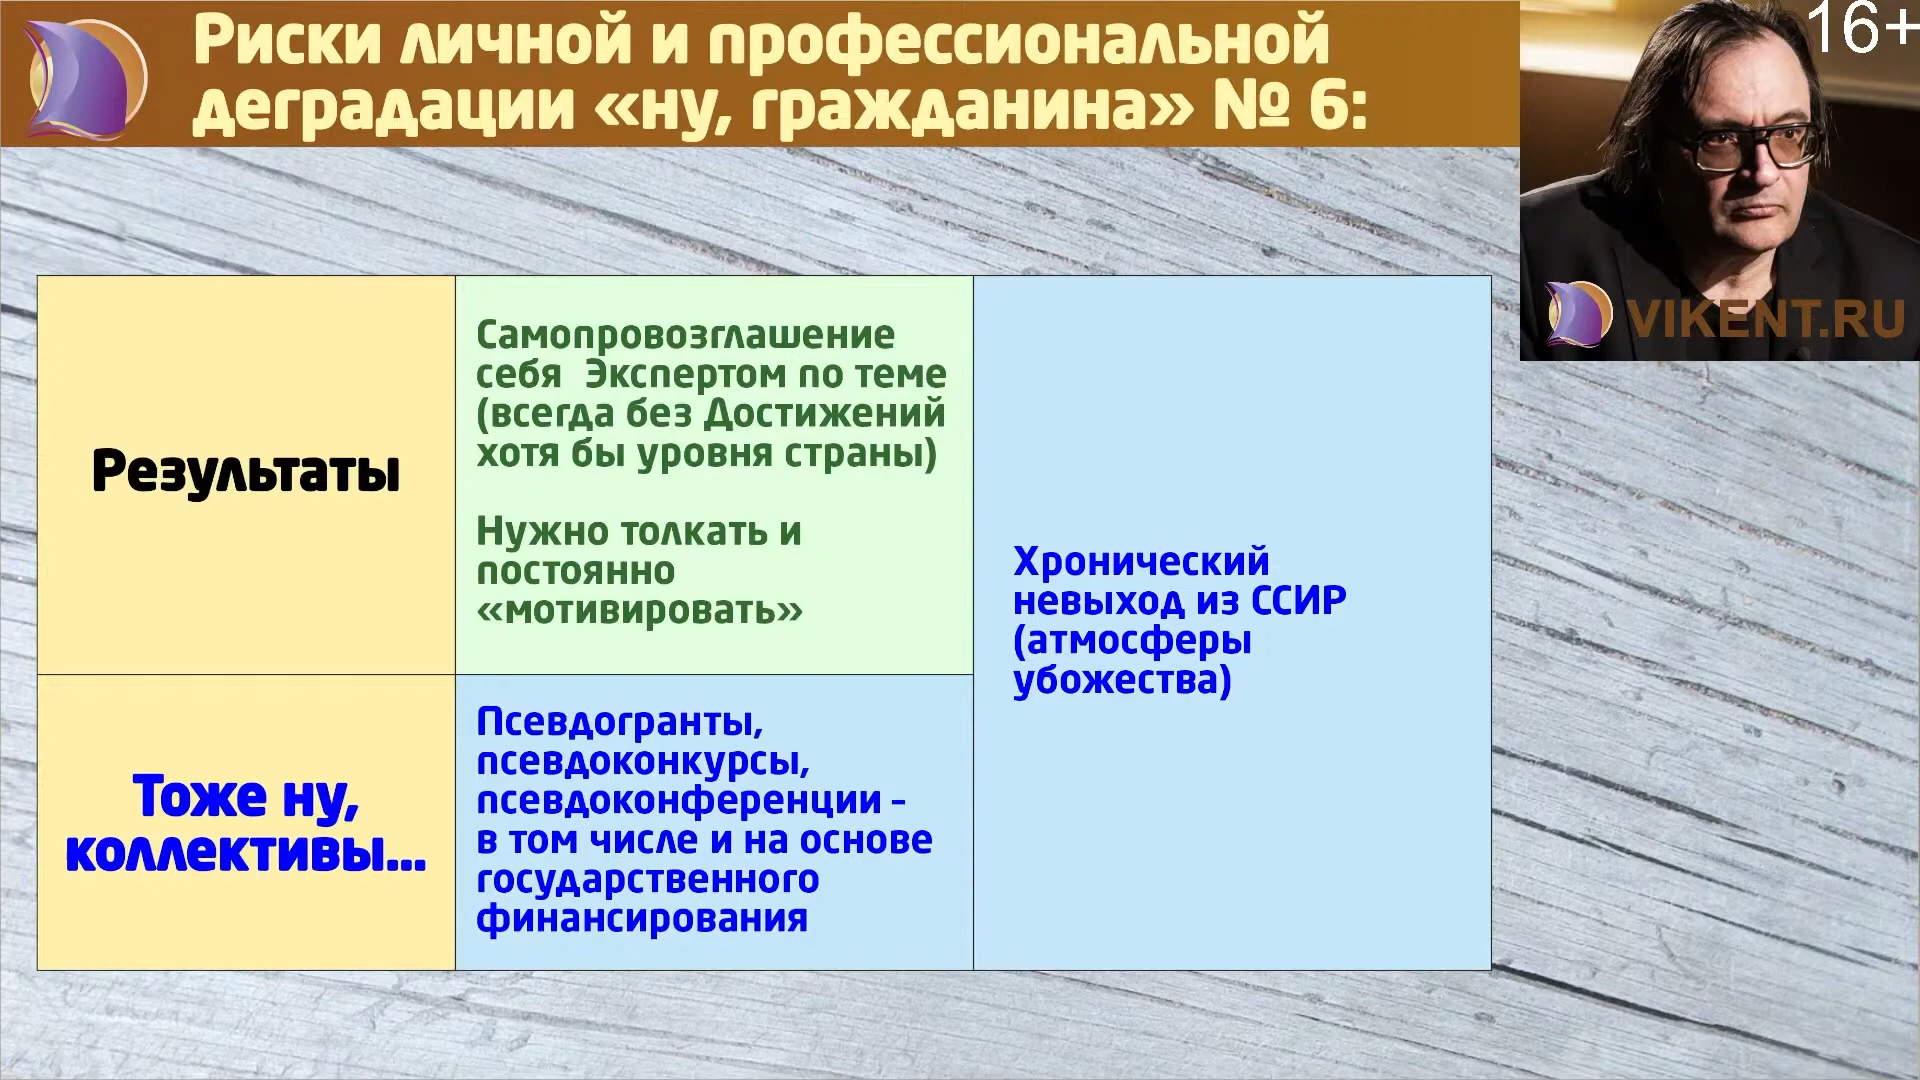 Риски личной и профессиональной
деградации «ну, гражданина» № 6:
16+
VIKENT.RU
Результаты
Самопровозглашение
себя Экспертом по теме
(всегда без Достижений
хотя бы уровня страны)
Нужно толкать и
постоянно
«мотивировать»
Хронический
невыход из ССИР
(атмосферы
убожества)
Тоже ну,
коллективы...
Псевдогранты,
псевдоконкурсы,
псевдоконференции –
в том числе и на основе
государственного
финансирования